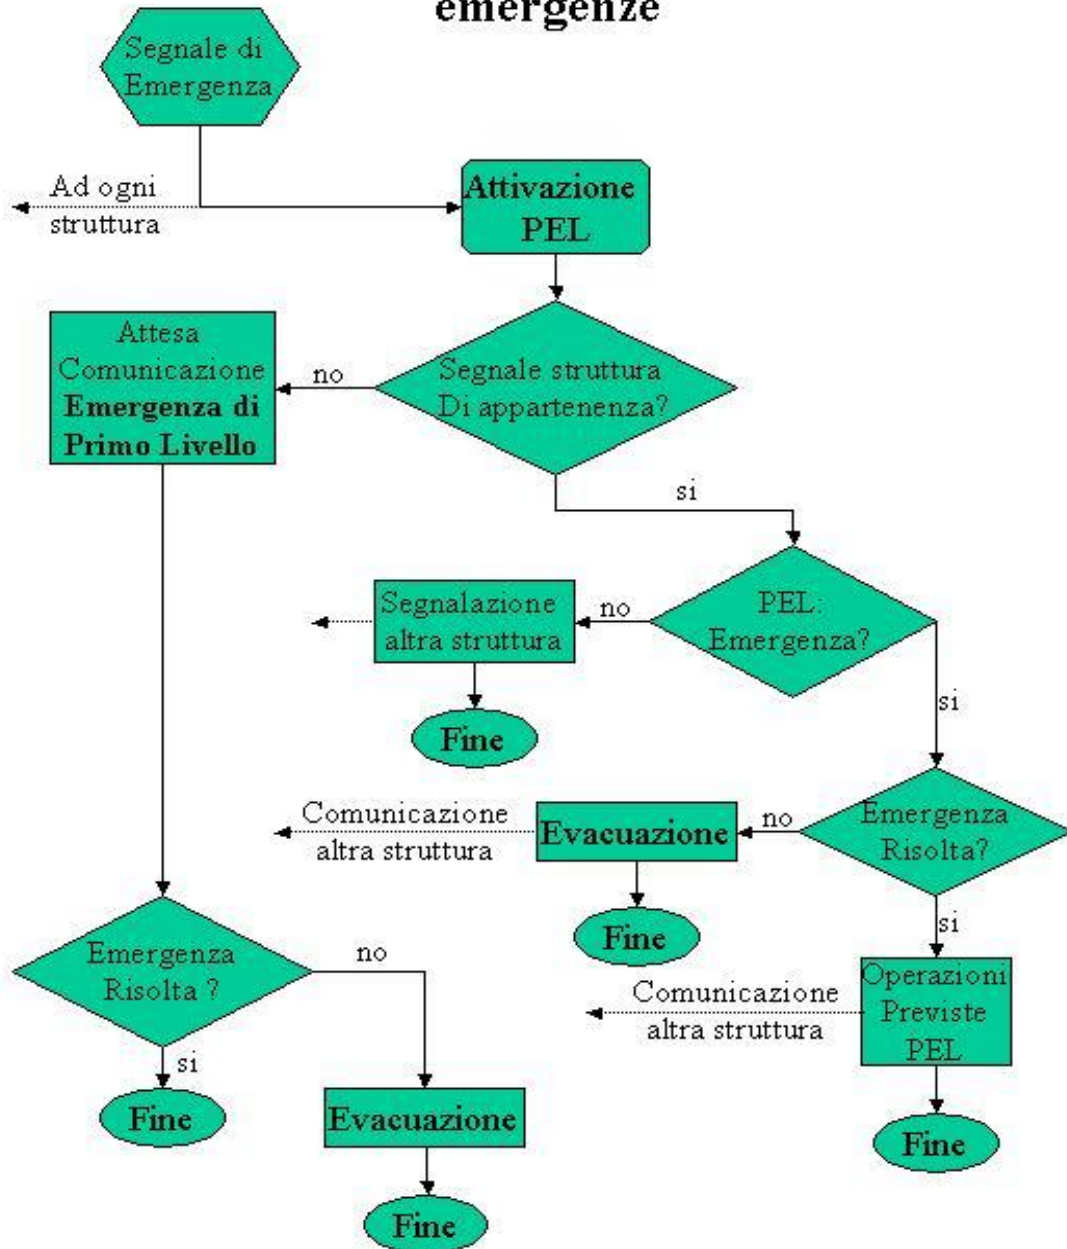 emergenze
Segnale di
Emergenza
Ad ogni
struttura
Attivazione
PEL
Attesa
Comunicazione
Emergenza di
Primo Livello
no
Segnale struttura
Di appartenenza?
si
Segnalazione
altra struttura
no
PEL:
Emergenza?
Fine
si
Comunicazione
altra struttura
Evacuazione
no
Emergenza
Risolta?
Fine
si
Emergenza
Risolta ?
no
Comunicazione
altra struttura
Operazioni
Previste
PEL
si
Fine
Evacuazione
Fine
Fine